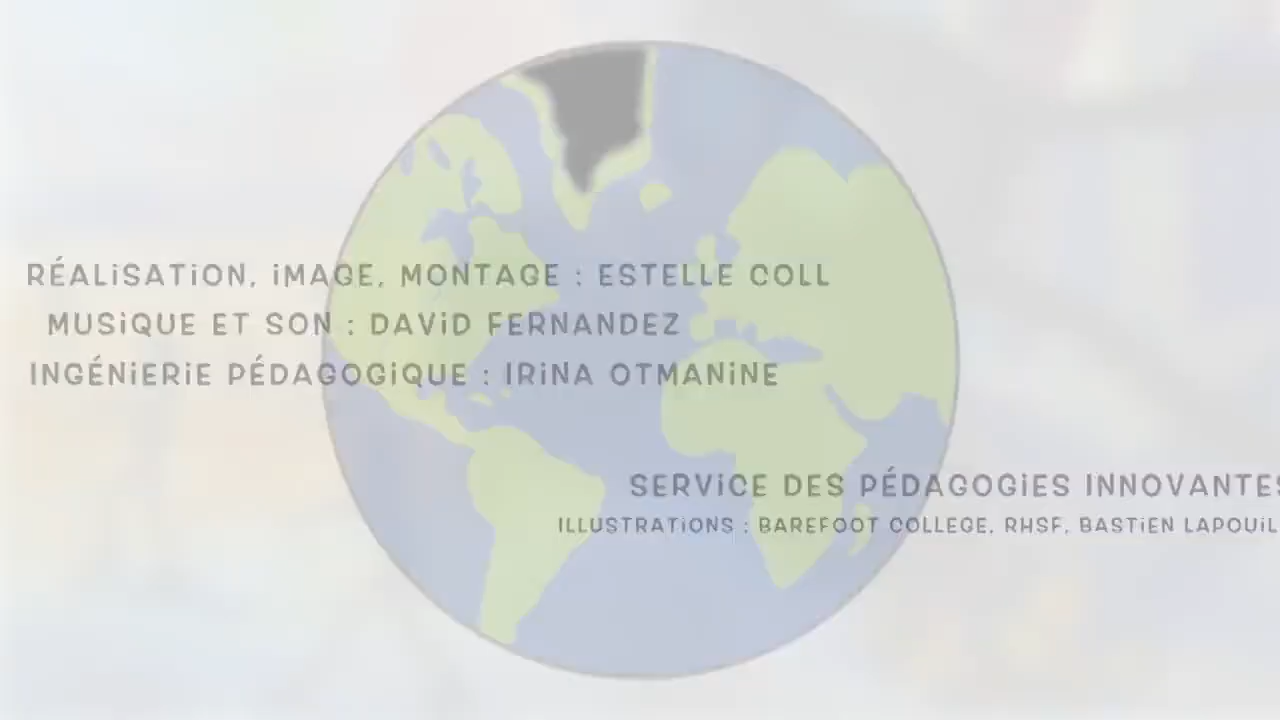 RÉALiSATiON, iMAGE, MONTAGE : ESTELLE COLL
MUSiQUE ET SON : DAViD FERNANDEZ
INGÉNiERiE PÉDAGOGiQUE : IRiNA OTMANiNE
SERViCE DES PÉDAGOGiES INNOVANTES
ILLUSTRATiONS : BAREFOOT COLLEGE, RHSF, BASTiEN